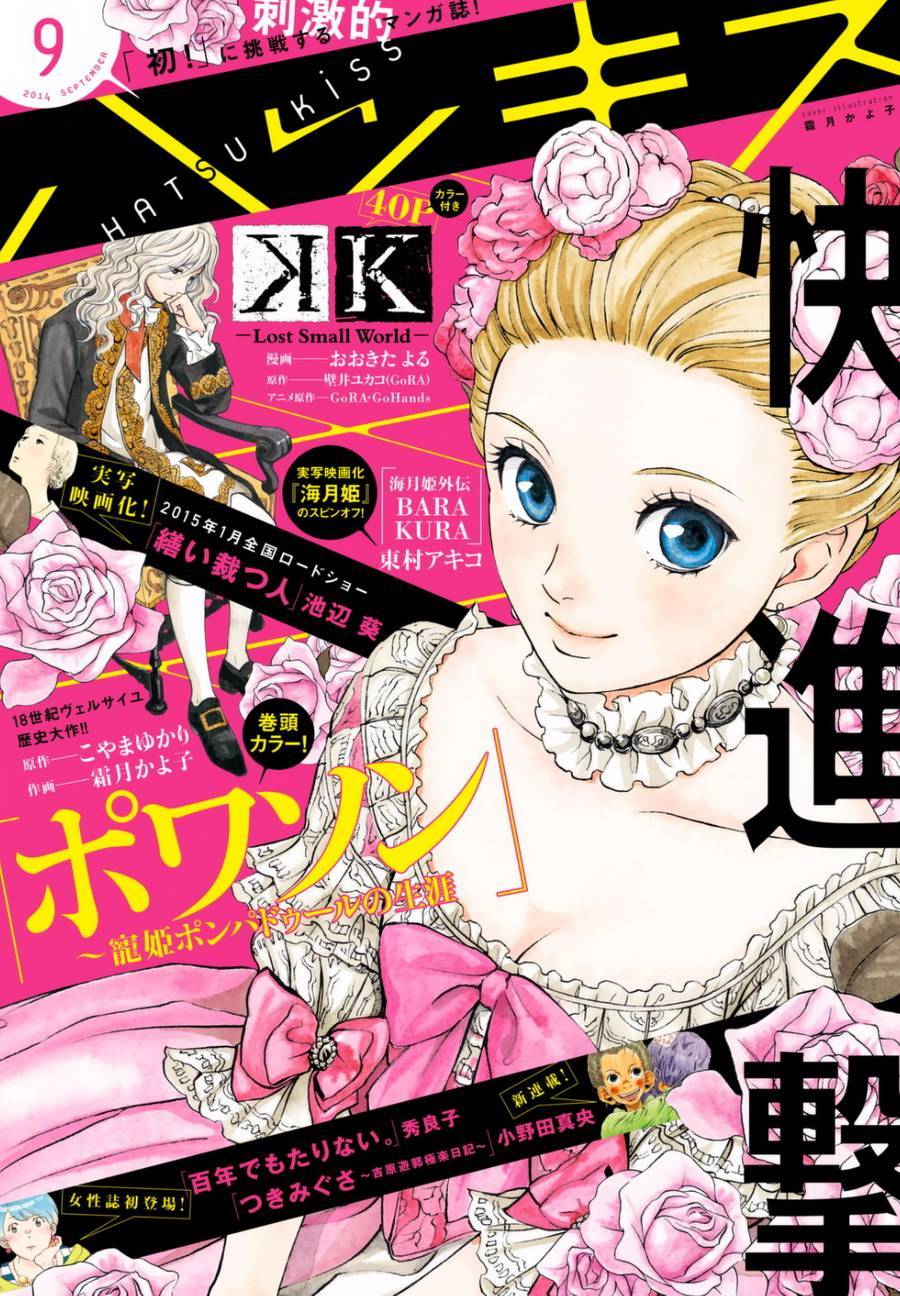 9
2014 SEPTEMBER
刺激的
「初!」に挑戦する マンガ誌!
ハツキス
HATSU KISS
cover illustration
霜月かよ子
快進撃
40P
カラー
付き
K K
—Lost Small World—
漫画——おおきた よる
原作——壁井ユカコ(GoRA)
アニメ原作—GoRA・GoHands
実写映画化
『海月姫』
のスピンオフ!
「海月姫外伝
BARA
KURA」
東村アキコ
実写
映画化!
2015年1月全国ロードショー
「繕い裁つ人」池辺 葵
18世紀ヴェルサイユ
歴史大作!!
原作——こやまゆかり
作画——霜月かよ子
巻頭
カラー!
「ポワソン」
～寵姫ポンパドゥールの生涯
新連載!
「百年でもたりない。」秀良子
「つきみぐさ～吉原遊郭極楽日記～」小野田真央
女性誌初登場!